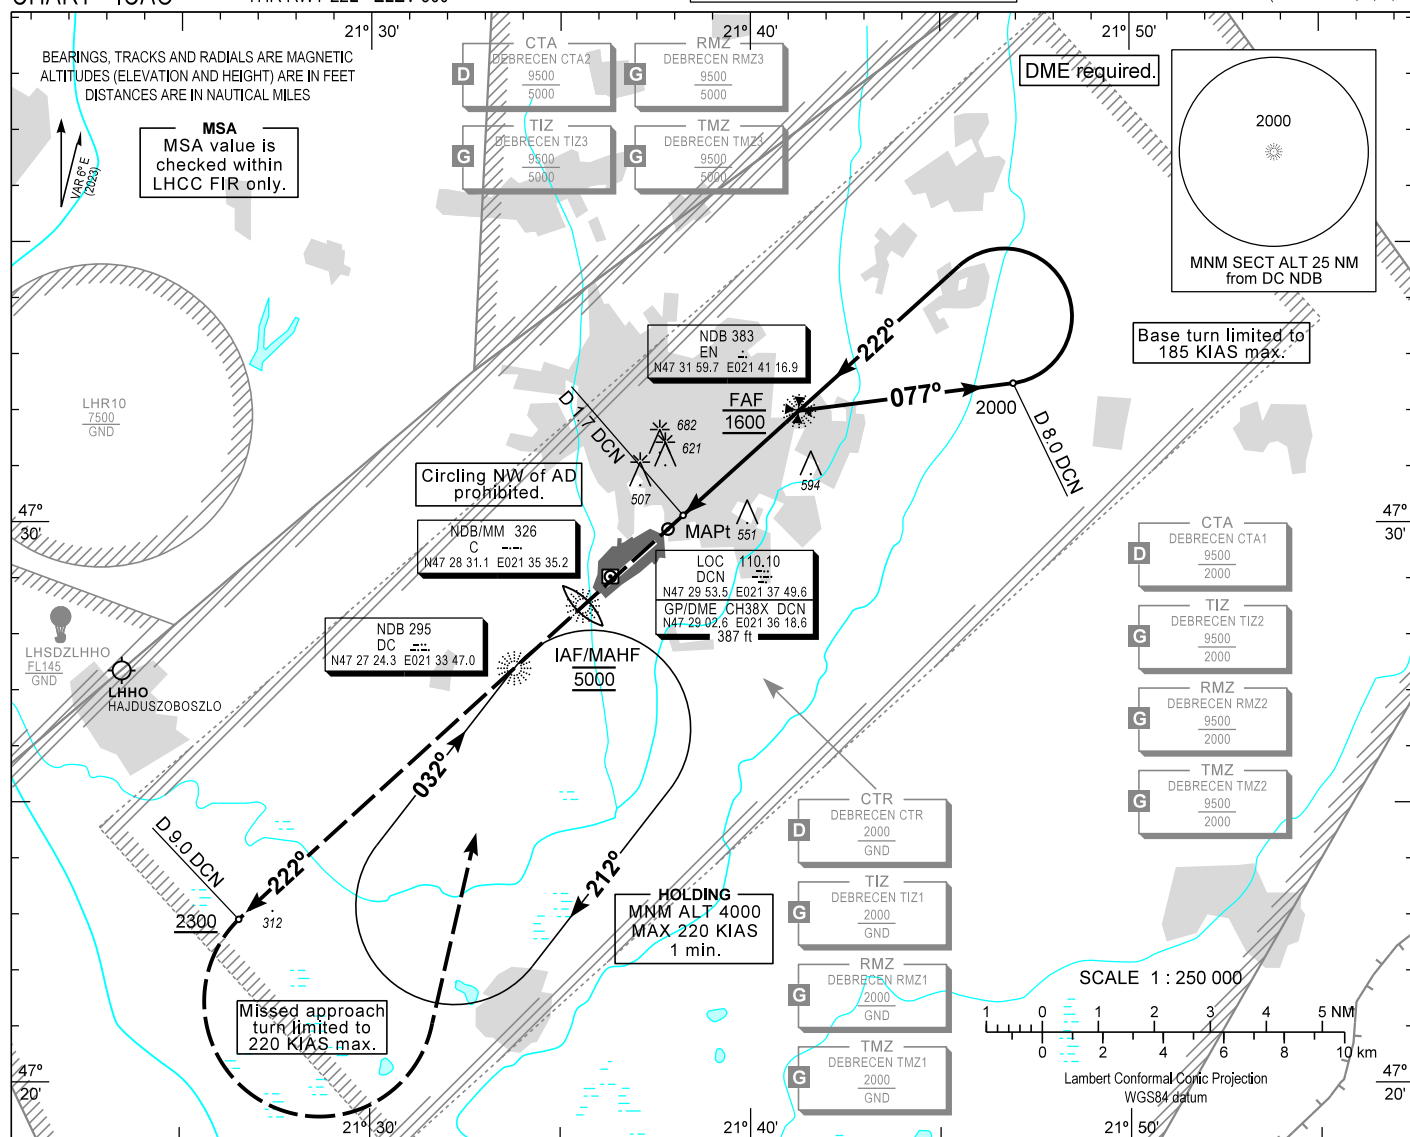 21° 30'
21° 40'
21° 50'
BEARINGS, TRACKS AND RADIALS ARE MAGNETIC
ALTITUDES (ELEVATION AND HEIGHT) ARE IN FEET
DISTANCES ARE IN NAUTICAL MILES
VAR 6° E
(2023)
MSA
MSA value is
checked within
LHCC FIR only.
CTA
DEBRECEN CTA2
D
9500
5000
RMZ
DEBRECEN RMZ3
G
9500
5000
TIZ
DEBRECEN TIZ3
G
9500
5000
TMZ
DEBRECEN TMZ3
G
9500
5000
DME required.
2000
MNM SECT ALT 25 NM
from DC NDB
Base turn limited to
185 KIAS max.
NDB 383
EN
N47 31 59.7 E021 41 16.9
222°
077°
FAF
1600
2000
D 8.0 DCN
D 1.7 DCN
LHR10
7500
GND
682
621
507
594
551
Circling NW of AD
prohibited.
MAPt
47°
30'
47°
30'
NDB/MM 326
C
N47 28 31.1 E021 35 35.2
LOC 110.10
DCN
N47 29 53.5 E021 37 49.6
GP/DME CH38X DCN
N47 29 02.6 E021 36 18.6
387 ft
NDB 295
DC
N47 27 24.3 E021 33 47.0
IAF/MAHF
5000
LHSDZLHHO
FL145
GND
LHHO
HAJDUSZOBOSZLO
CTA
DEBRECEN CTA1
D
9500
2000
TIZ
DEBRECEN TIZ2
G
9500
2000
RMZ
DEBRECEN RMZ2
G
9500
2000
TMZ
DEBRECEN TMZ2
G
9500
2000
032°
212°
222°
D 9.0 DCN
2300
312
CTR
DEBRECEN CTR
D
2000
GND
TIZ
DEBRECEN TIZ1
G
2000
GND
RMZ
DEBRECEN RMZ1
G
2000
GND
TMZ
DEBRECEN TMZ1
G
2000
GND
HOLDING
MNM ALT 4000
MAX 220 KIAS
1 min.
Missed approach
turn limited to
220 KIAS max.
SCALE 1 : 250 000
1 0 1 2 3 4 5 NM
0 2 4 6 8 10 km
Lambert Conformal Conic Projection
WGS84 datum
47°
20'
47°
20'
21° 30'
21° 40'
21° 50'